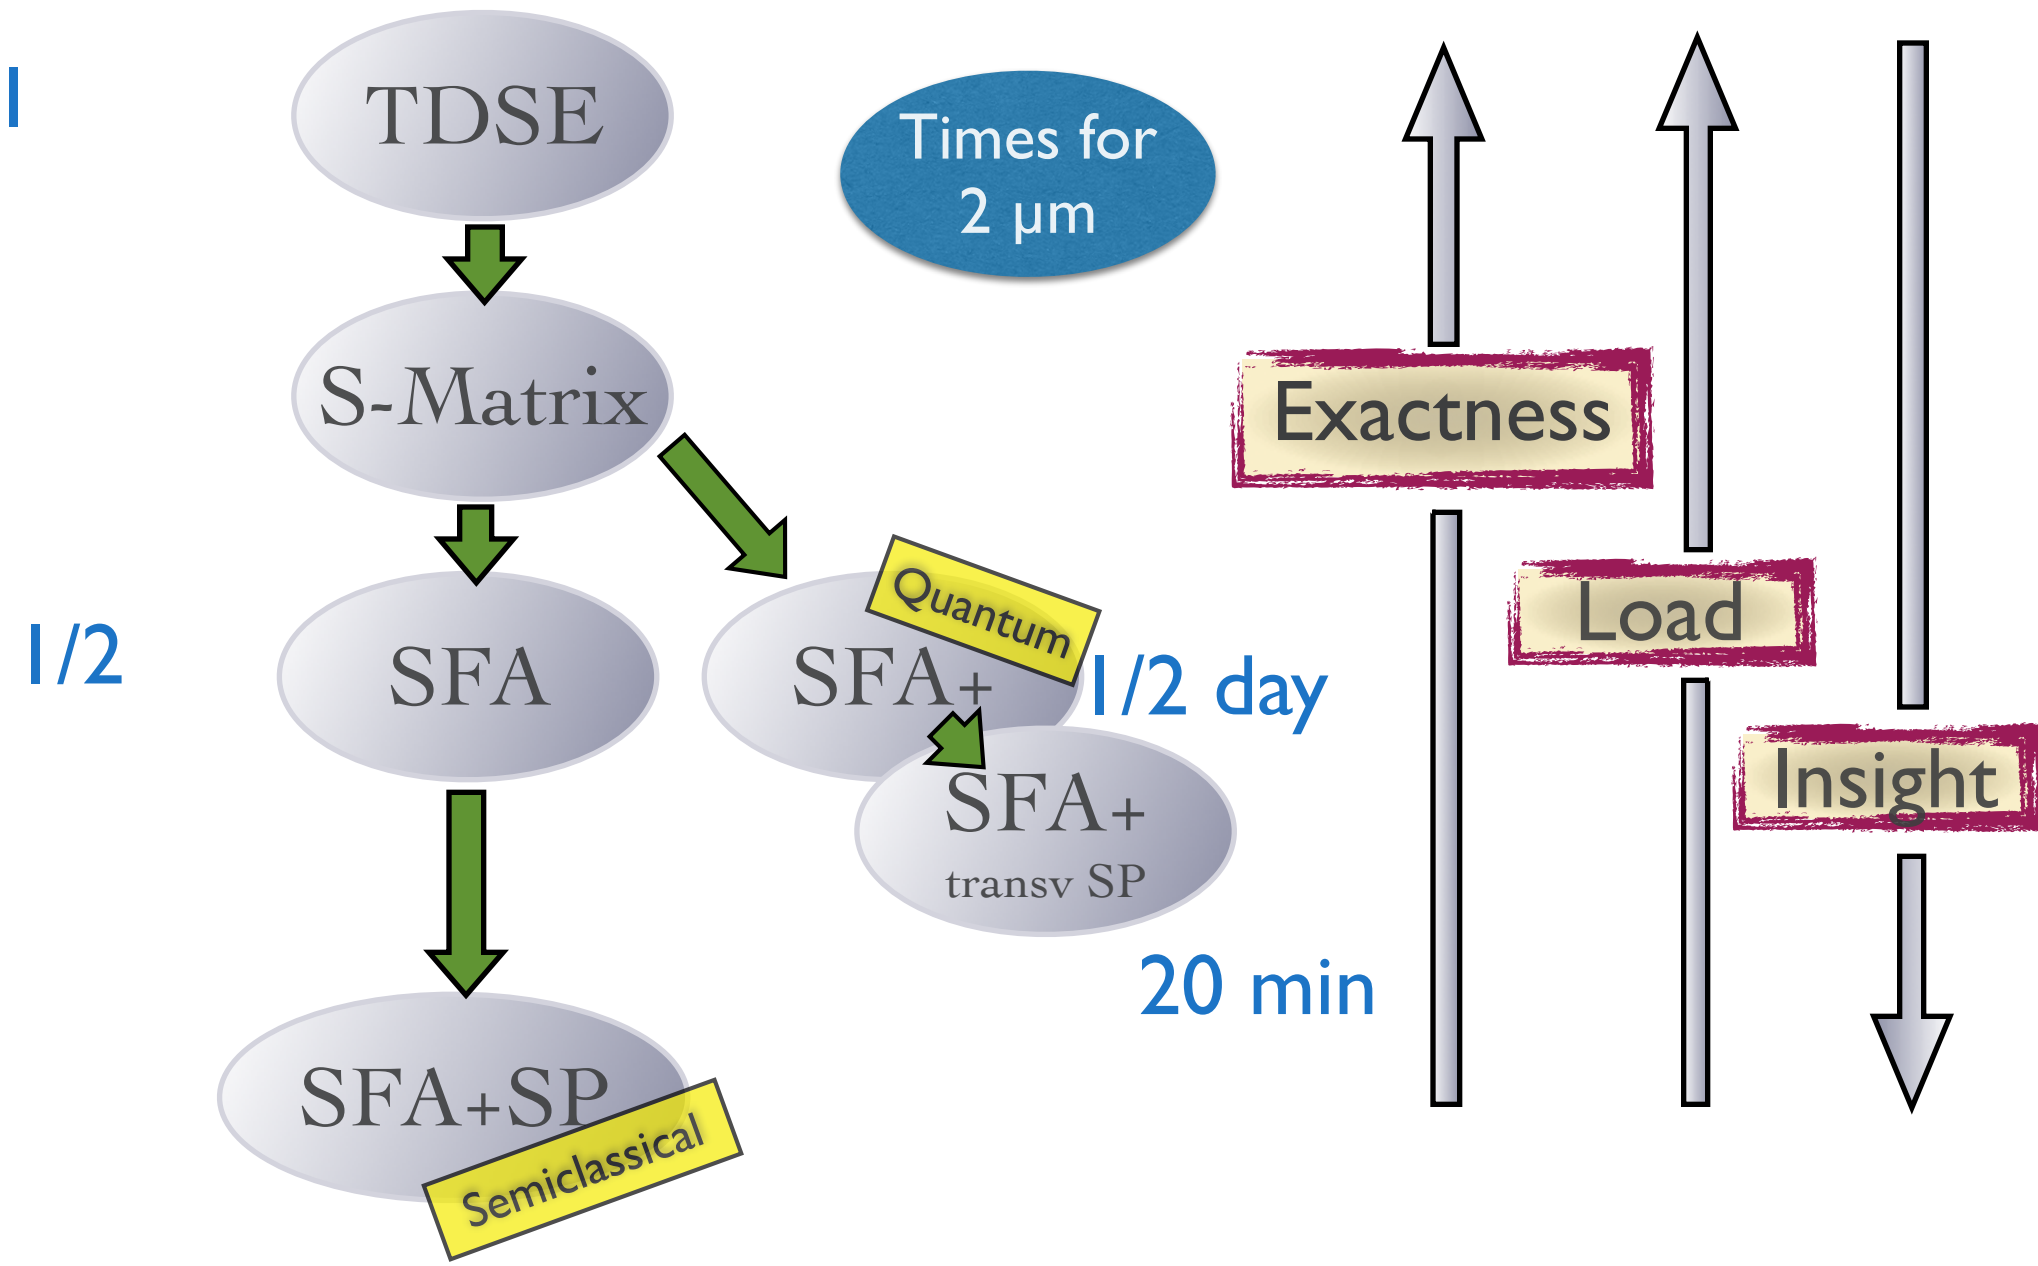 1
TDSE
Times for
2 µm
S-Matrix
Exactness
Quantum
Load
1/2
SFA
SFA+
1/2 day
Insight
SFA+
transv SP
20 min
SFA+SP
Semiclassical